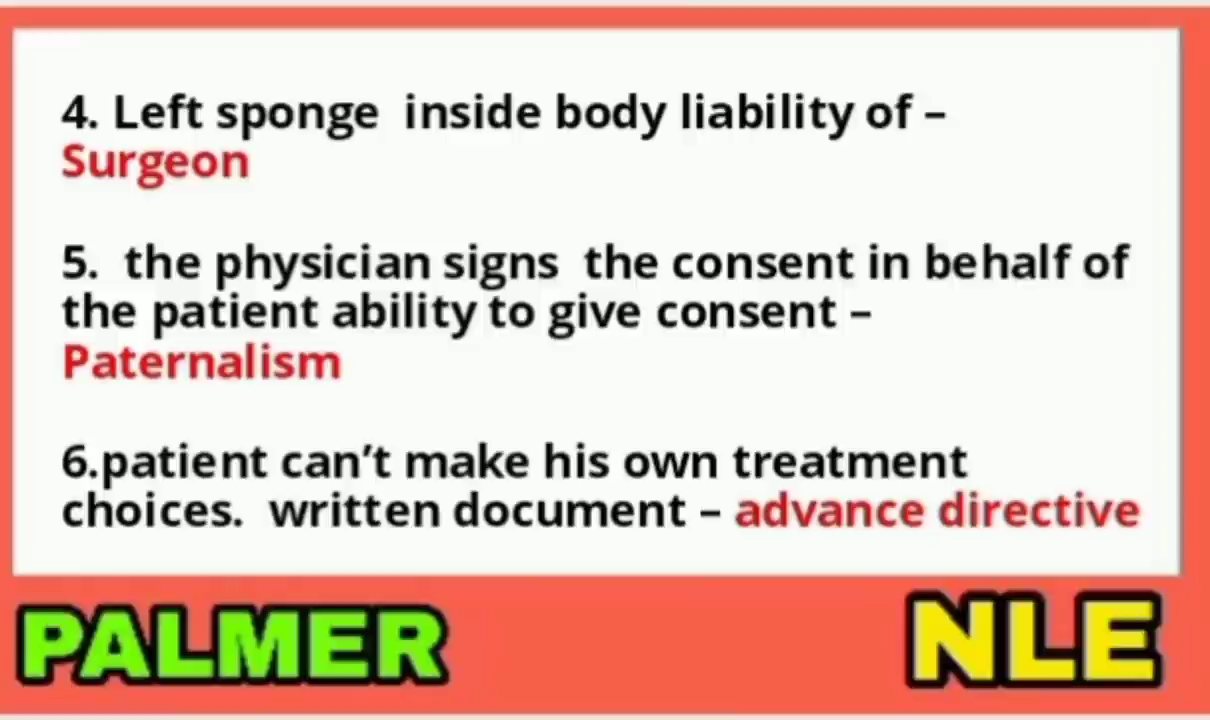 4. Left sponge  inside body liability of –
Surgeon
5.  the physician signs  the consent in behalf of
the patient ability to give consent –
Paternalism
6.patient can’t make his own treatment
choices.  written document – advance directive
PALMER
NLE